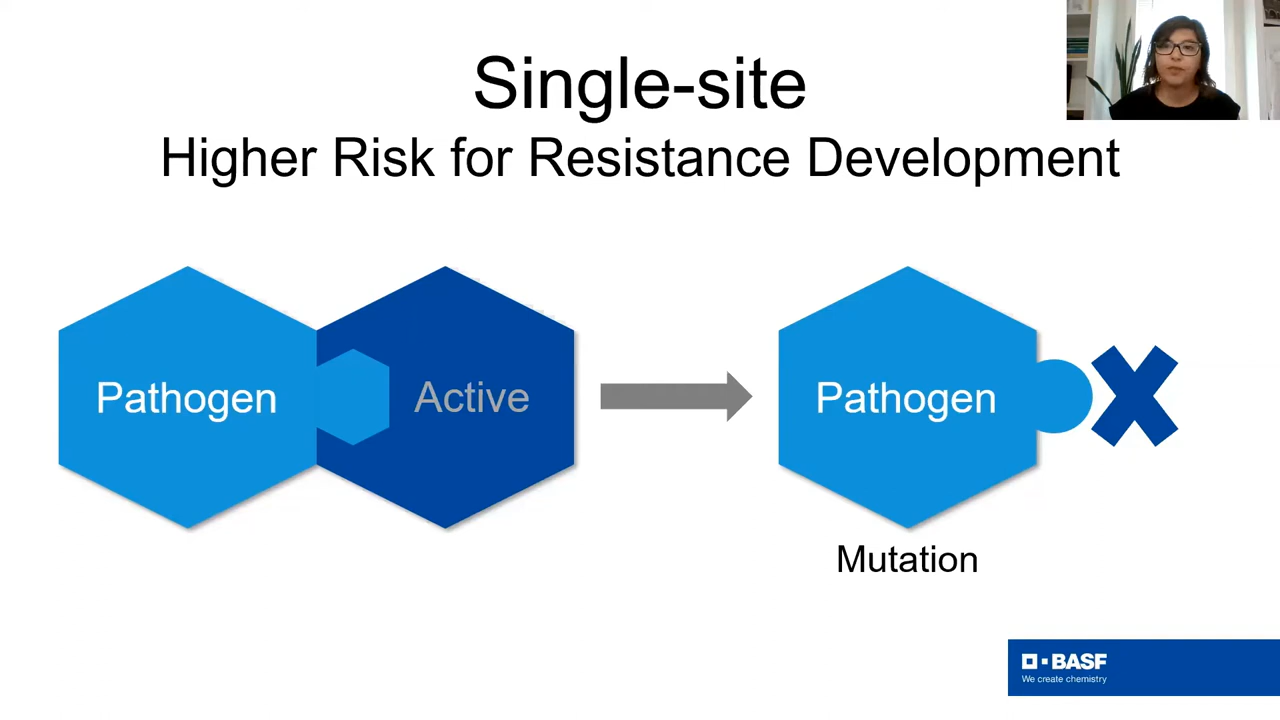 Single-site
Higher Risk for Resistance Development
Pathogen
Active
Pathogen
Mutation
BASF
We create chemistry